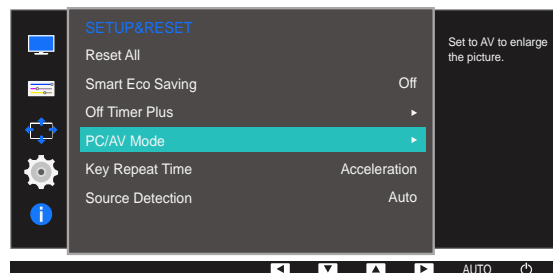 SETUP&RESET
Reset All
Smart Eco Saving Off
Off Timer Plus
PC/AV Mode
Key Repeat Time Acceleration
Source Detection Auto
Set to AV to enlarge
the picture.
AUTO